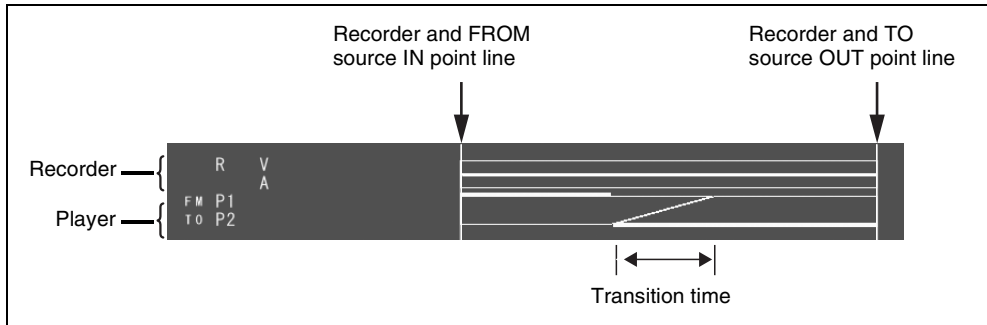 Recorder and FROM
source IN point line
Recorder and TO
source OUT point line
Recorder
R V
A
Player
FM P1
TO P2
Transition time